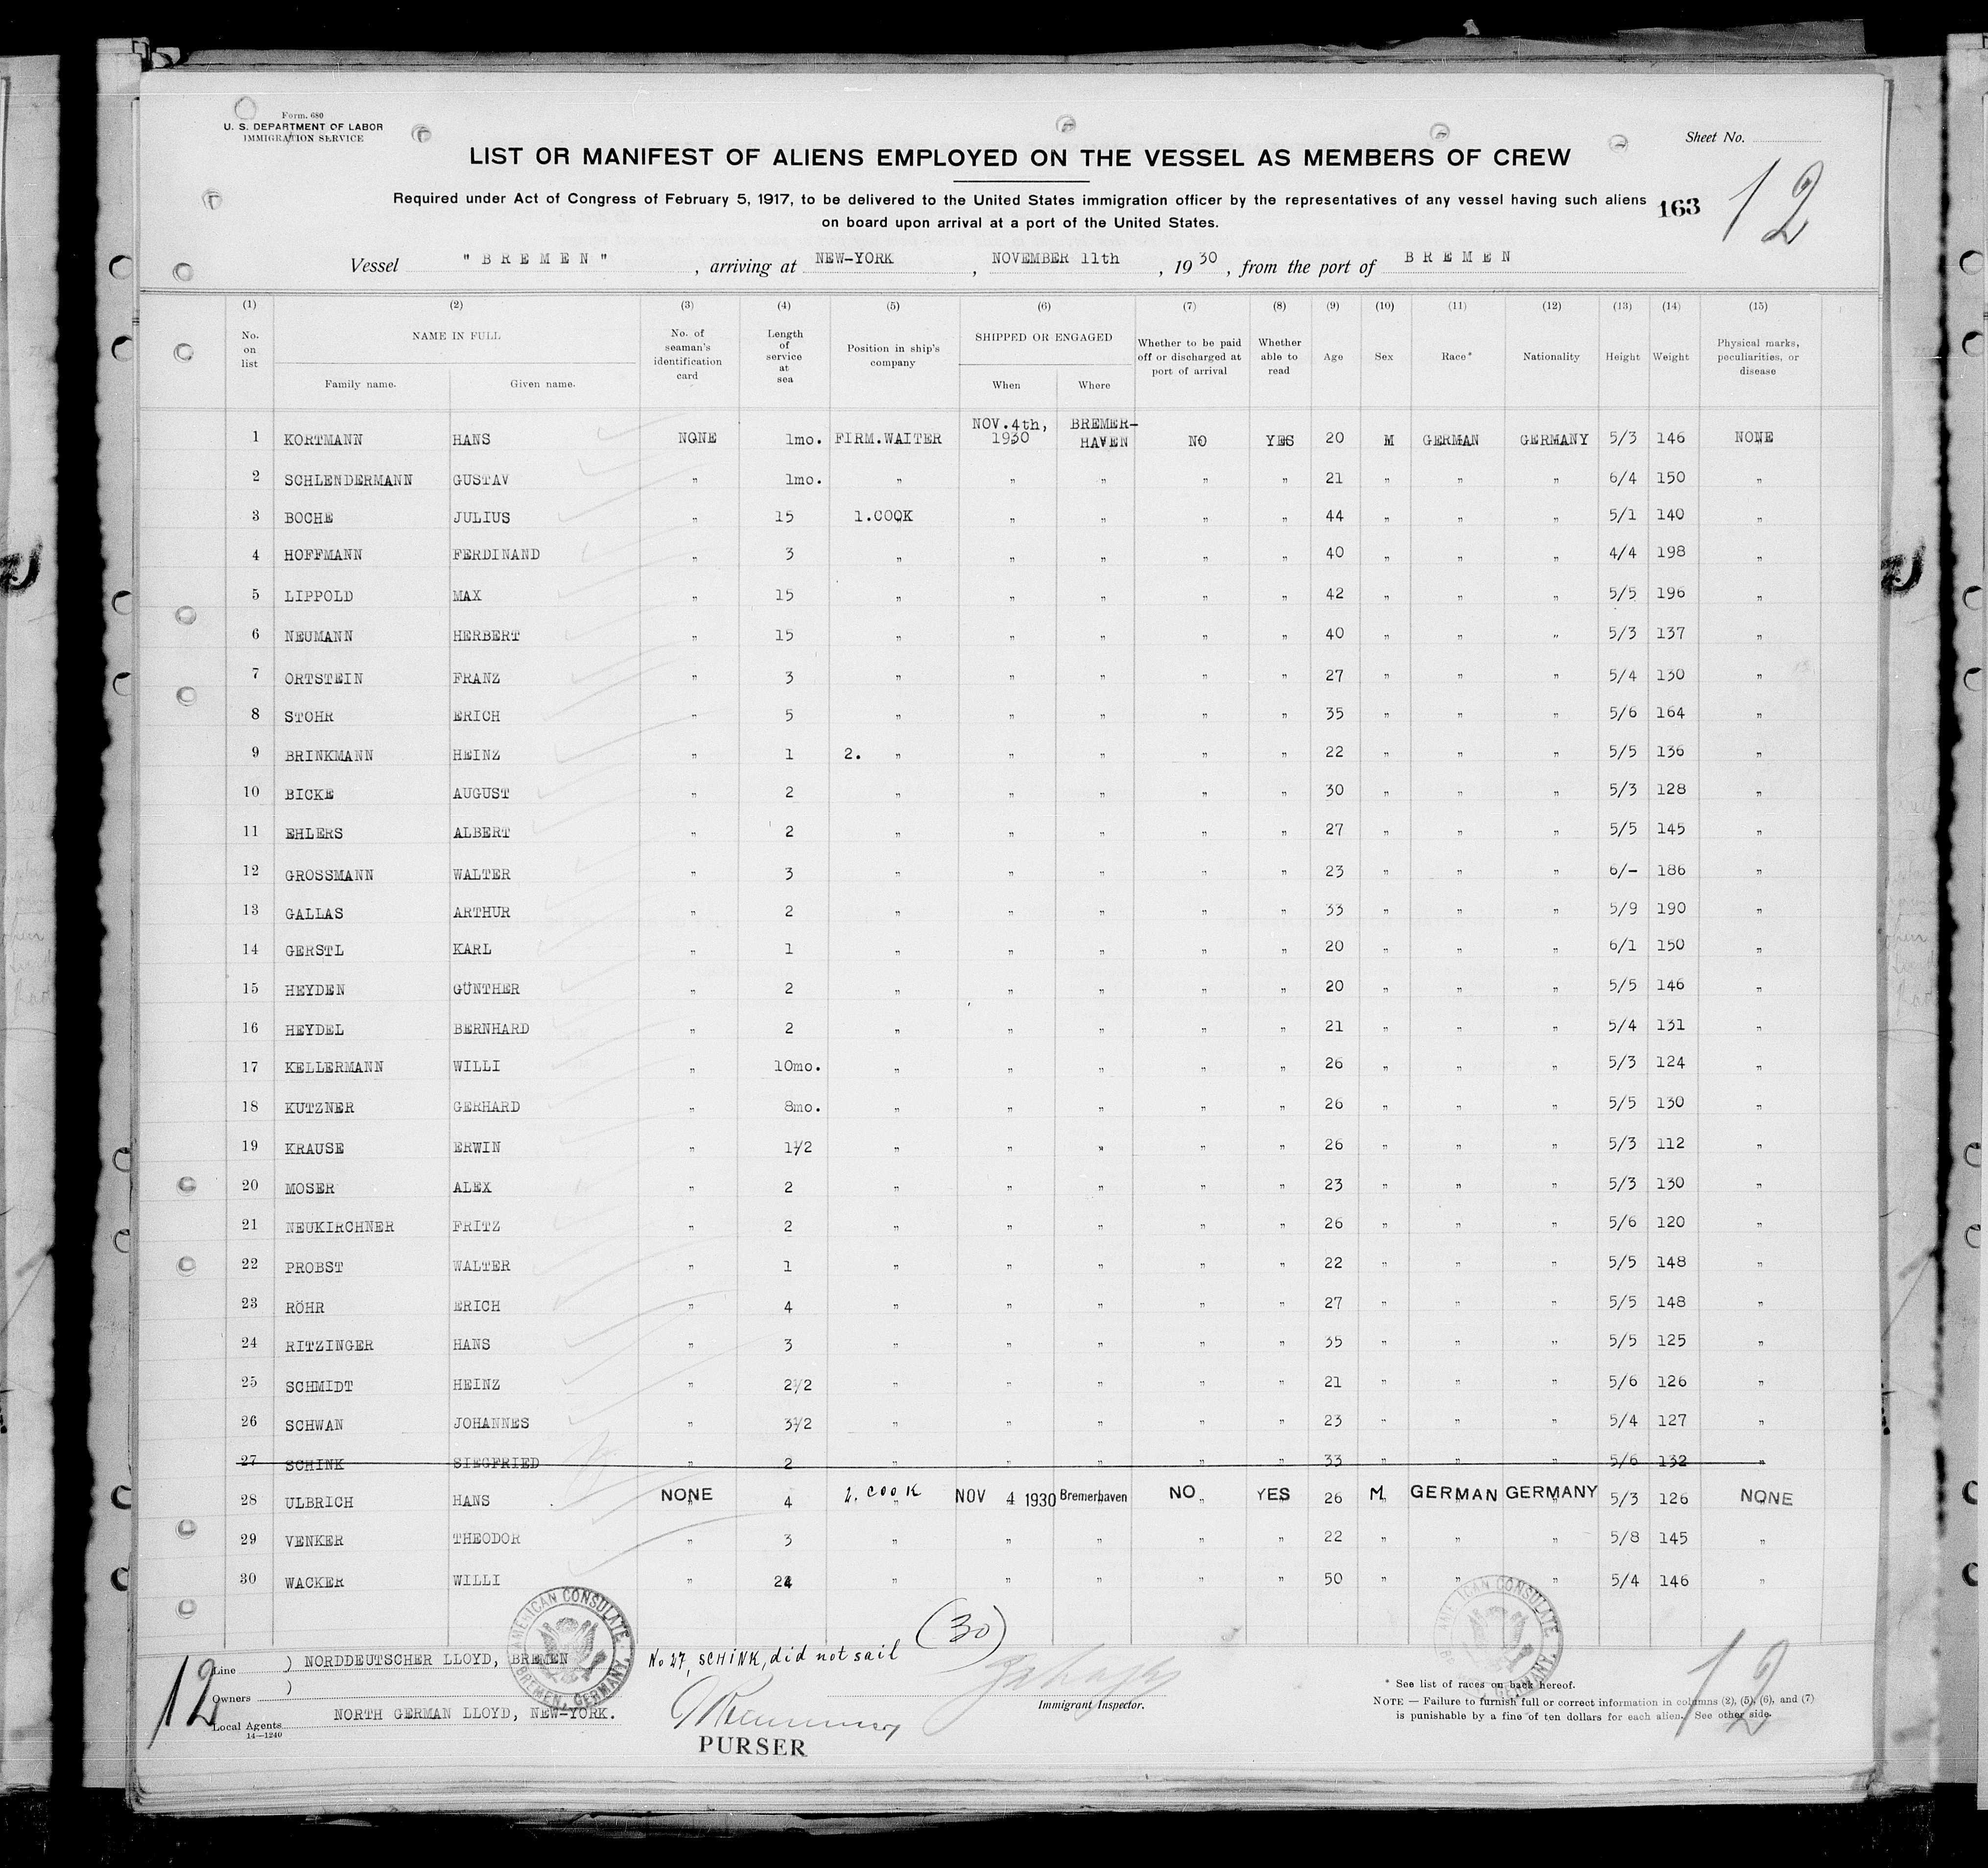 Form. 680
U. S. DEPARTMENT OF LABOR
IMMIGRATION SERVICE
Sheet No.
12
LIST OR MANIFEST OF ALIENS EMPLOYED ON THE VESSEL AS MEMBERS OF CREW
Required under Act of Congress of February 5, 1917, to be delivered to the United States immigration officer by the representatives of any vessel having such aliens
on board upon arrival at a port of the United States.
163
Vessel "BREMEN", arriving at NEW-YORK, NOVEMBER 11th, 1930, from the port of BREMEN
(1) (2) (3) (4) (5) (6) (7) (8) (9) (10) (11) (12) (13) (14) (15)
No. on list NAME IN FULL Family name. Given name. No. of seaman's identification card Length of service at sea Position in ship's company SHIPPED OR ENGAGED When Where Whether to be paid off or discharged at port of arrival Whether able to read Age Sex Race* Nationality Height Weight Physical marks, peculiarities, or disease
1 KORTMANN HANS NONE 1mo. FIRM.WAITER NOV.4th, 1930 BREMER-HAVEN NO YES 20 M GERMAN GERMANY 5/3 146 NONE
2 SCHLENDERMANN GUSTAV " 1mo. " " " " " 21 " " " 6/4 150 "
3 BOCHE JULIUS " 15 1.COOK " " " " 44 " " " 5/1 140 "
4 HOFFMANN FERDINAND " 3 " " " " " 40 " " " 4/4 198 "
5 LIPPOLD MAX " 15 " " " " " 42 " " " 5/5 196 "
6 NEUMANN HERBERT " 15 " " " " " 40 " " " 5/3 137 "
7 ORTSTEIN FRANZ " 3 " " " " " 27 " " " 5/4 130 "
8 STOHR ERICH " 5 " " " " " 35 " " " 5/6 164 "
9 BRINKMANN HEINZ " 1 2. " " " " " 22 " " " 5/5 136 "
10 BICKE AUGUST " 2 " " " " " 30 " " " 5/3 128 "
11 EHLERS ALBERT " 2 " " " " " 27 " " " 5/5 145 "
12 GROSSMANN WALTER " 3 " " " " " 23 " " " 6/- 186 "
13 GALLAS ARTHUR " 2 " " " " " 33 " " " 5/9 190 "
14 GERSTL KARL " 1 " " " " " 20 " " " 6/1 150 "
15 HEYDEN GÜNTHER " 2 " " " " " 20 " " " 5/5 146 "
16 HEYDEL BERNHARD " 2 " " " " " 21 " " " 5/4 131 "
17 KELLERMANN WILLI " 10mo. " " " " " 26 " " " 5/3 124 "
18 KUTZNER GERHARD " 8mo. " " " " " 26 " " " 5/5 130 "
19 KRAUSE ERWIN " 1 1/2 " " " " " 26 " " " 5/3 112 "
20 MOSER ALEX " 2 " " " " " 23 " " " 5/3 130 "
21 NEUKIRCHNER FRITZ " 2 " " " " " 26 " " " 5/6 120 "
22 PROBST WALTER " 1 " " " " " 22 " " " 5/5 148 "
23 RÖHR ERICH " 4 " " " " " 27 " " " 5/5 148 "
24 RITZINGER HANS " 3 " " " " " 35 " " " 5/5 125 "
25 SCHMIDT HEINZ " 2 1/2 " " " " " 21 " " " 5/6 126 "
26 SCHWAN JOHANNES " 3 1/2 " " " " " 23 " " " 5/4 127 "
27 SCHINK SIEGFRIED " 2 " " " " " 33 " " " 5/6 132 "
28 ULBRICH HANS NONE 4 2. COOK NOV 4 1930 Bremerhaven NO YES 26 M GERMAN GERMANY 5/3 126 NONE
29 VENKER THEODOR " 3 " " " " " 22 " " " 5/8 145 "
30 WACKER WILLI " 24 " " " " " 50 " " " 5/4 146 "
(30)
AMERICAN CONSULATE BREMEN, GERMANY.
AMERICAN CONSULATE
12
Line ) NORDDEUTSCHER LLOYD, BREMEN
Owners )
Local Agents NORTH GERMAN LLOYD, NEW-YORK.
14—1240
No 27, SCHINK, did not sail
PURSER
Immigrant Inspector.
* See list of races on back hereof.
NOTE — Failure to furnish full or correct information in columns (2), (5), (6), and (7)
is punishable by a fine of ten dollars for each alien. See other side.
12